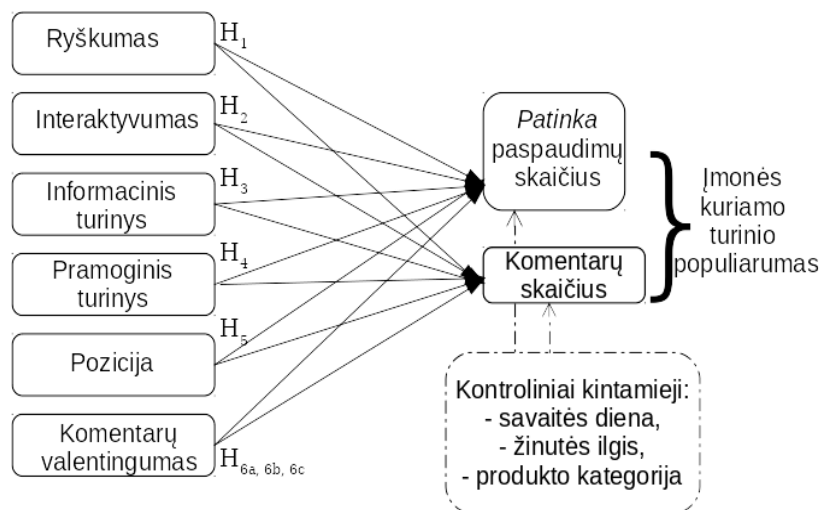 Ryškumas
H1
Interaktyvumas
H2
Informacinis
turinys
H3
Pramoginis
turinys
H4
Pozicija
H5
Komentarų
valentingumas
H6a, 6b, 6c
Patinka
paspaudimų
skaičius
Komentarų
skaičius
Įmonės
kuriamo
turinio
populiarumas
Kontroliniai kintamieji:
- savaitės diena,
- žinutės ilgis,
- produkto kategorija